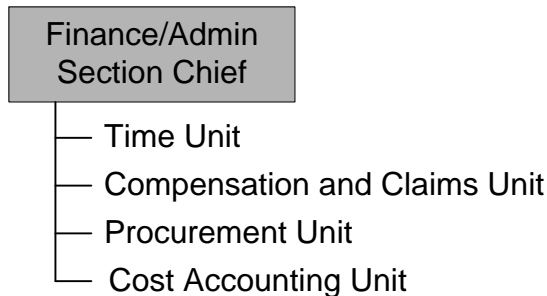 Finance/Admin
Section Chief
Time Unit
Compensation and Claims Unit
Procurement Unit
Cost Accounting Unit